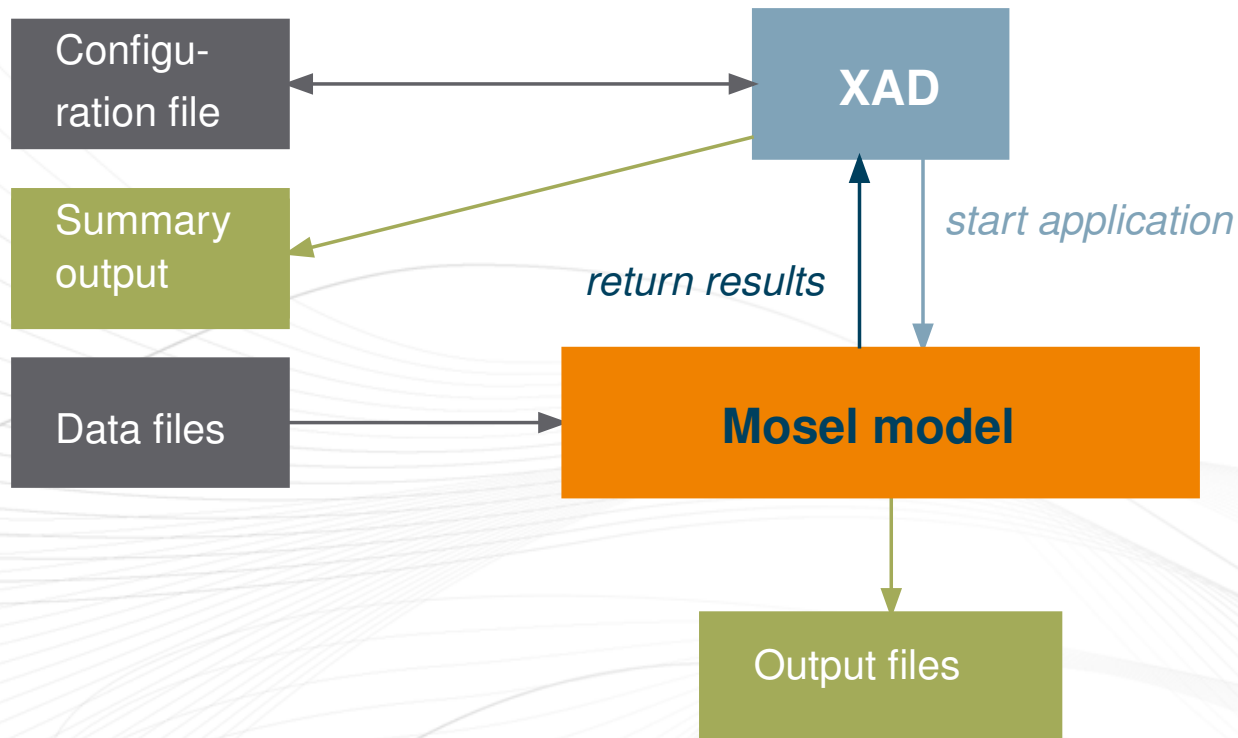 Configu-
ration file
XAD
Summary
output
start application
return results
Data files
Mosel model
Output files